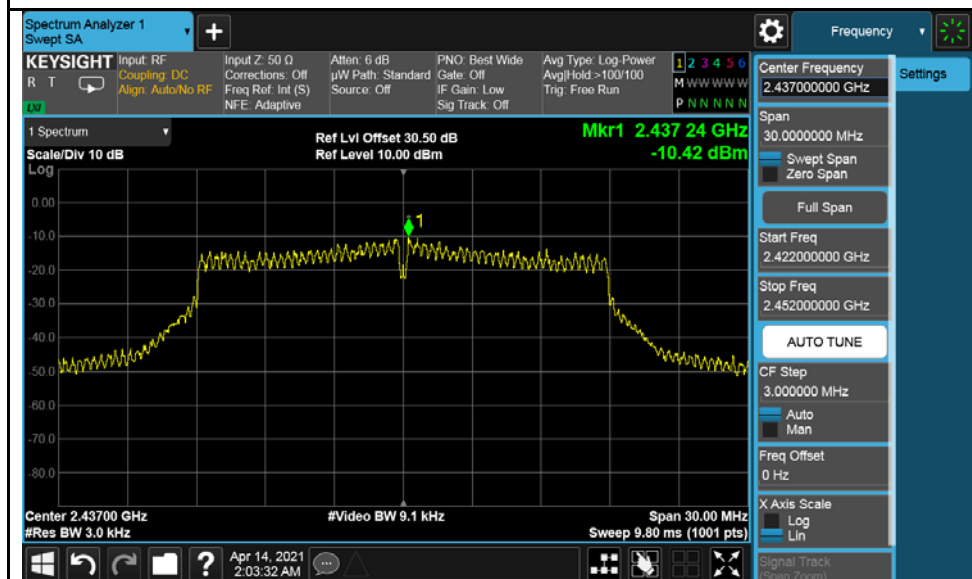 Spectrum Analyzer 1
Swept SA
+
Frequency
KEYSIGHT
R T
LXI
Input: RF
Coupling: DC
Align: Auto/No RF
Input Z: 50 Ω
Corrections: Off
Freq Ref: Int (S)
NFE: Adaptive
Atten: 6 dB
µW Path: Standard
Source: Off
PNO: Best Wide
Gate: Off
IF Gain: Low
Sig Track: Off
Avg Type: Log-Power
Avg|Hold:>100/100
Trig: Free Run
1 2 3 4 5 6
M W W W W W
P N N N N N
Center Frequency
2.437000000 GHz
Settings
Span
30.0000000 MHz
Swept Span
Zero Span
Full Span
Start Freq
2.422000000 GHz
Stop Freq
2.452000000 GHz
AUTO TUNE
CF Step
3.000000 MHz
Auto
Man
Freq Offset
0 Hz
X Axis Scale
Log
Lin
Signal Track
(Span Zoom)
1 Spectrum
Scale/Div 10 dB
Ref Lvl Offset 30.50 dB
Ref Level 10.00 dBm
Mkr1 2.437 24 GHz
-10.42 dBm
Log
0.00
-10.0
-20.0
-30.0
-40.0
-50.0
-60.0
-70.0
-80.0
1
Center 2.43700 GHz
#Res BW 3.0 kHz
#Video BW 9.1 kHz
Span 30.00 MHz
Sweep 9.80 ms (1001 pts)
?
Apr 14, 2021
2:03:32 AM